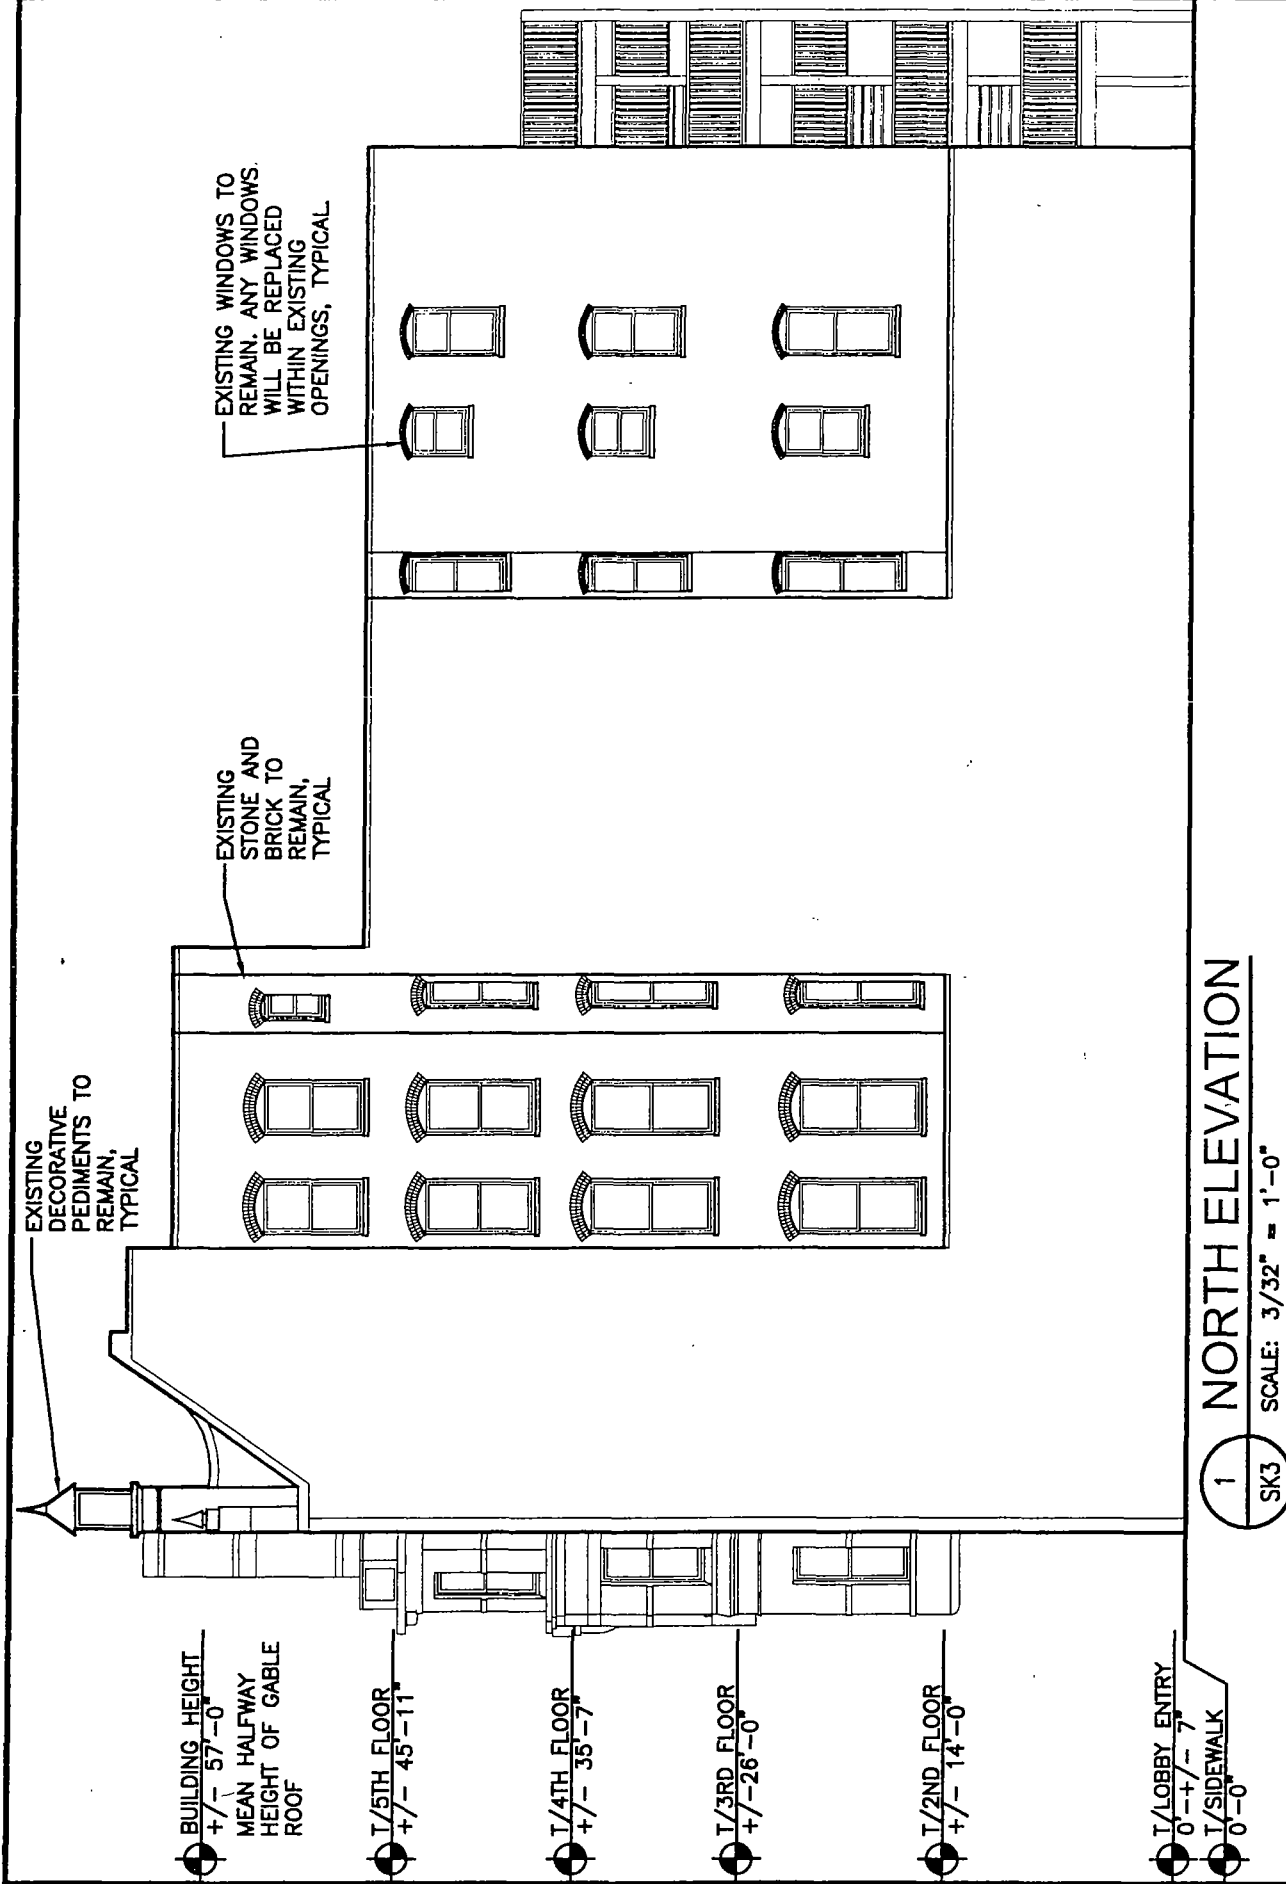 EXISTING
DECORATIVE
PEDIMENTS TO
REMAIN,
TYPICAL
EXISTING
STONE AND
BRICK TO
REMAIN,
TYPICAL
EXISTING WINDOWS TO
REMAIN. ANY WINDOWS.
WILL BE REPLACED
WITHIN EXISTING
OPENINGS, TYPICAL.
BUILDING HEIGHT
+/- 57'-0"
MEAN HALFWAY
HEIGHT OF GABLE
ROOF
T/5TH FLOOR
+/- 45'-11"
T/4TH FLOOR
+/- 35'-7"
T/3RD FLOOR
+/-26'-0"
T/2ND FLOOR
+/- 14'-0"
T/LOBBY ENTRY
0'-+/- 7"
T/SIDEWALK
0'-0"
1
SK3
NORTH ELEVATION
SCALE: 3/32" = 1'-0"